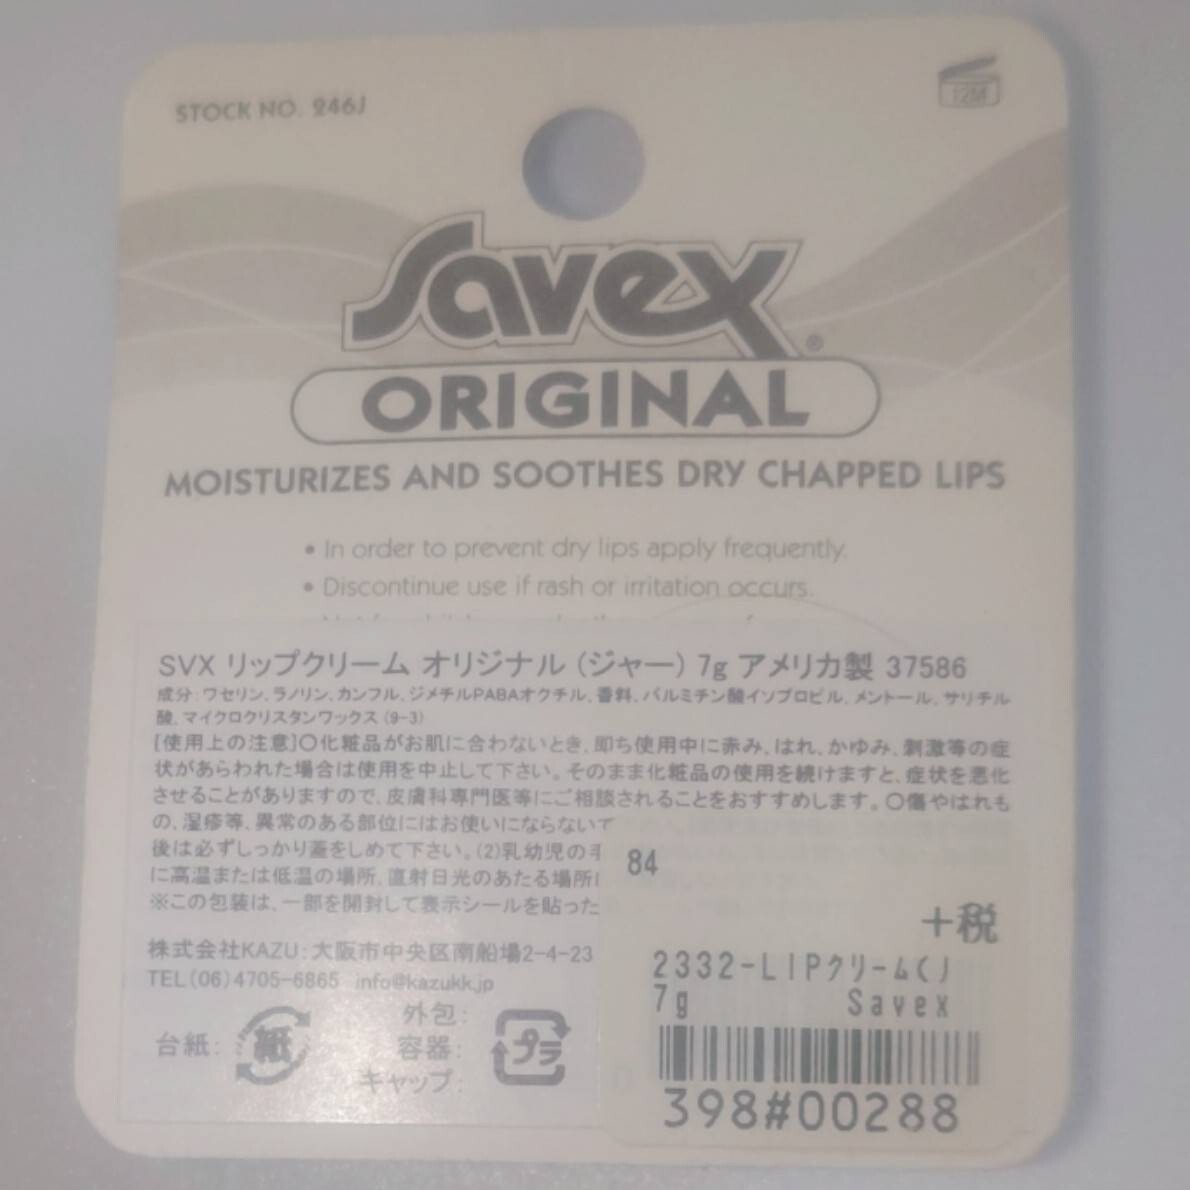 STOCK NO. 246J
12M
Savex®
ORIGINAL
MOISTURIZES AND SOOTHES DRY CHAPPED LIPS
• In order to prevent dry lips apply frequently.
• Discontinue use if rash or irritation occurs.
SVX リップクリーム オリジナル (ジャー) 7g アメリカ製 37586
成分: ワセリン, ラノリン, カンフル, ジメチルPABAオクチル, 香料, パルミチン酸イソプロピル, メントール, サリチル
酸, マイクロクリスタンワックス (9-3)
[使用上の注意]○化粧品がお肌に合わないとき, 即ち使用中に赤み, はれ, かゆみ, 刺激等の症
状があらわれた場合は使用を中止して下さい。そのまま化粧品の使用を続けますと, 症状を悪化
させることがありますので, 皮膚科専門医等にご相談されることをおすすめします。○傷やはれも
の, 湿疹等, 異常のある部位にはお使いにならないで
後は必ずしっかり蓋をしめて下さい。(2)乳幼児の手
に高温または低温の場所, 直射日光のあたる場所に
※この包装は, 一部を開封して表示シールを貼った
株式会社KAZU: 大阪市中央区南船場2-4-23
TEL(06)4705-6865 info@kazukk.jp
台紙: 紙
外包:
容器: プラ
キャップ:
84
+税
2332-LIPクリーム(J
7g Savex
398#00288